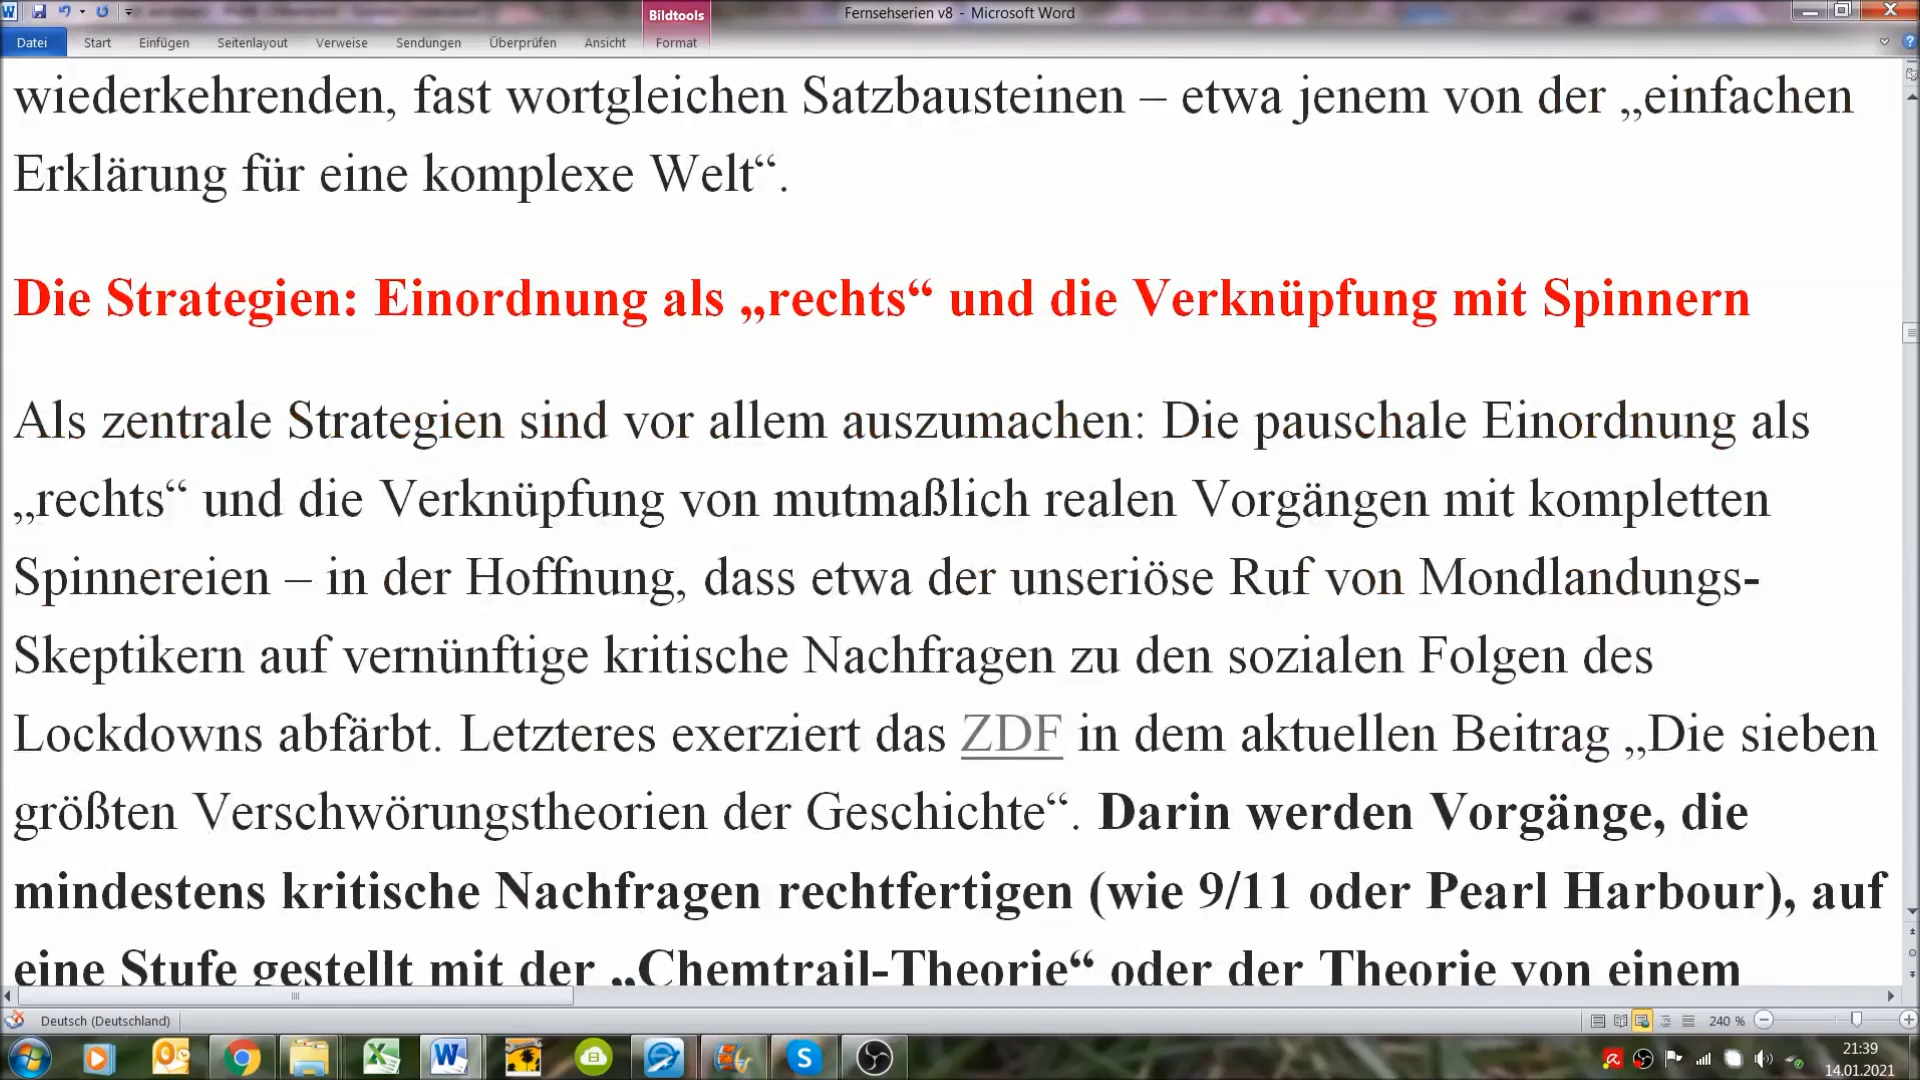 Bildtools
Fernsehserien v8 - Microsoft Word
Datei Start Einfügen Seitenlayout Verweise Sendungen Überprüfen Ansicht Format
wiederkehrenden, fast wortgleichen Satzbausteinen – etwa jenem von der „einfachen
Erklärung für eine komplexe Welt“.
Die Strategien: Einordnung als „rechts“ und die Verknüpfung mit Spinnern
Als zentrale Strategien sind vor allem auszumachen: Die pauschale Einordnung als
„rechts“ und die Verknüpfung von mutmaßlich realen Vorgängen mit kompletten
Spinnereien – in der Hoffnung, dass etwa der unseriöse Ruf von Mondlandungs-
Skeptikern auf vernünftige kritische Nachfragen zu den sozialen Folgen des
Lockdowns abfärbt. Letzteres exerziert das ZDF in dem aktuellen Beitrag „Die sieben
größten Verschwörungstheorien der Geschichte“. Darin werden Vorgänge, die
mindestens kritische Nachfragen rechtfertigen (wie 9/11 oder Pearl Harbour), auf
eine Stufe gestellt mit der „Chemtrail-Theorie“ oder der Theorie von einem
Deutsch (Deutschland)
240 %
21:39
14.01.2021